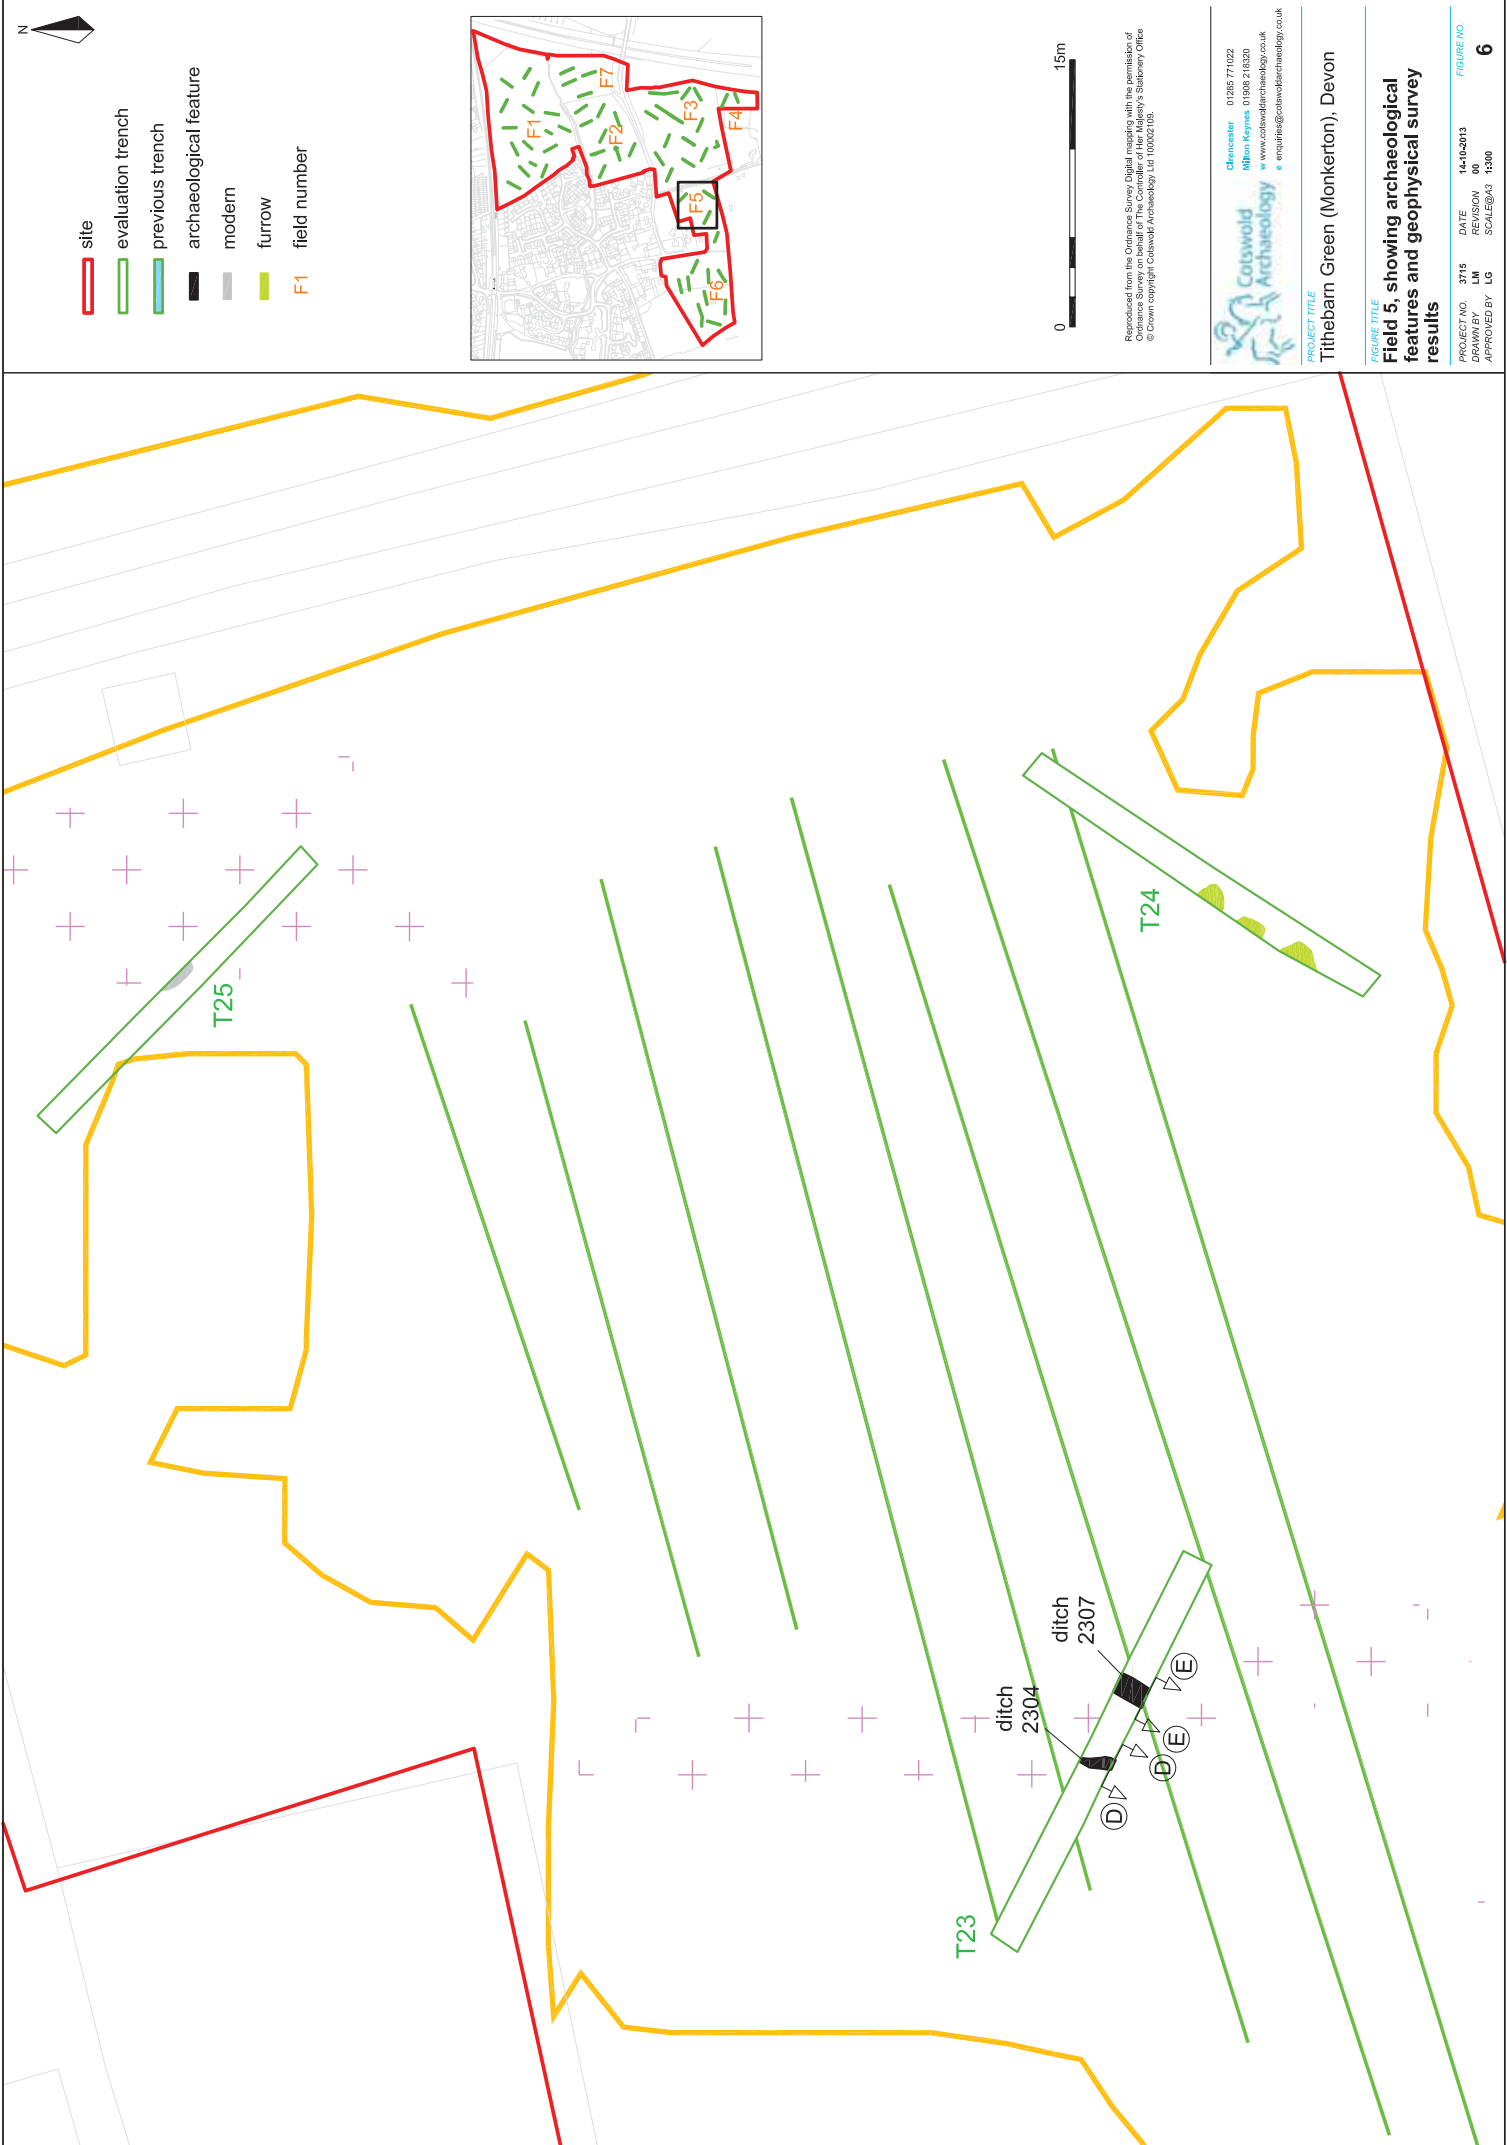 N
site
evaluation trench
previous trench
archaeological feature
modern
furrow
F1 field number
F1
F2
F3
F4
F5
F6
F7
0 15m
Reproduced from the Ordnance Survey Digital mapping with the permission of
Ordnance Survey on behalf of The Controller of Her Majesty's Stationery Office
© Crown copyright Cotswold Archaeology Ltd 100002109.
Cotswold
Archaeology
Cirencester 01285 771022
Milton Keynes 01908 218320
w www.cotswoldarchaeology.co.uk
e enquiries@cotswoldarchaeology.co.uk
PROJECT TITLE
Tithebarn Green (Monkerton), Devon
FIGURE TITLE
Field 5, showing archaeological
features and geophysical survey
results
PROJECT NO. 3715 DATE 14-10-2013 FIGURE NO.
DRAWN BY LM REVISION 00
APPROVED BY LG SCALE@A3 1:300
6
T25
T24
T23
ditch
2304
ditch
2307
D
D
E
E